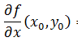 ∂f/∂x (x₀, y₀) =